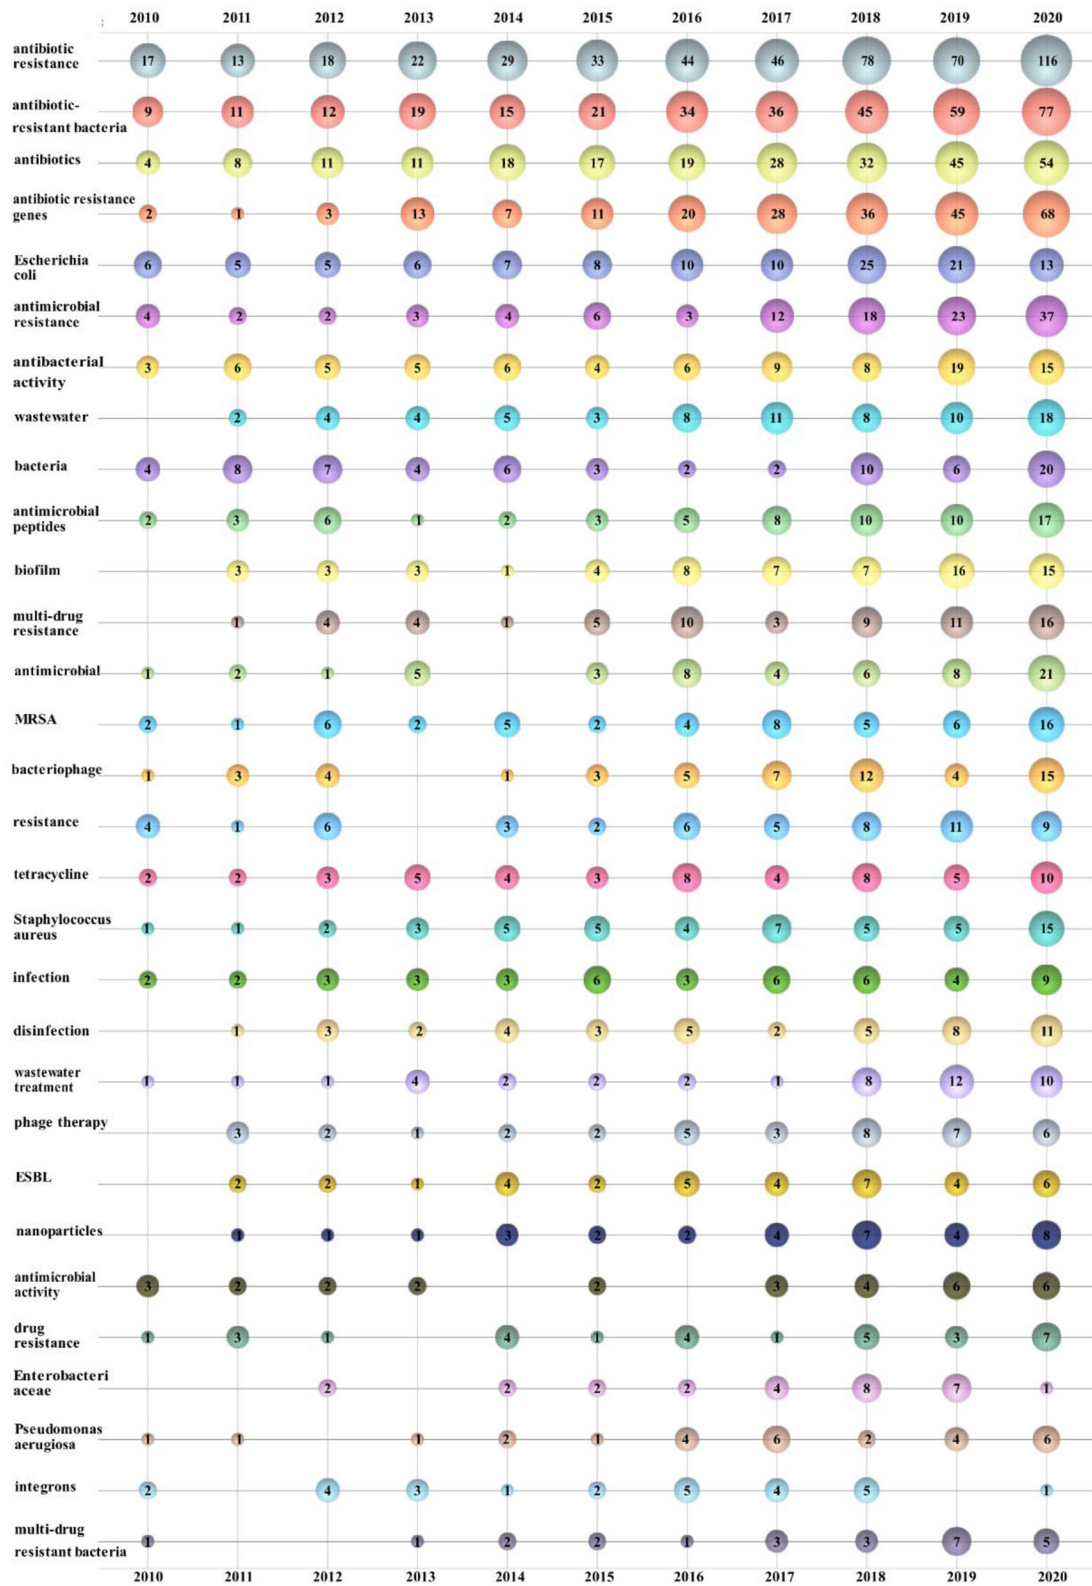 : 2010 2011 2012 2013 2014 2015 2016 2017 2018 2019 2020
antibiotic
resistance 17 13 18 22 29 33 44 46 78 70 116
antibiotic-
resistant bacteria 9 11 12 19 15 21 34 36 45 59 77
antibiotics 4 8 11 11 18 17 19 28 32 45 54
antibiotic resistance
genes 2 1 3 13 7 11 20 28 36 45 68
Escherichia
coli 6 5 5 6 7 8 10 10 25 21 13
antimicrobial
resistance 4 2 2 3 4 6 3 12 18 23 37
antibacterial
activity 3 6 5 5 6 4 6 9 8 19 15
wastewater 2 4 4 5 3 8 11 8 10 18
bacteria 4 8 7 4 6 3 2 2 10 6 20
antimicrobial
peptides 2 3 6 1 2 3 5 8 10 10 17
biofilm 3 3 3 1 4 8 7 7 16 15
multi-drug
resistance 1 4 4 1 5 10 3 9 11 16
antimicrobial 1 2 1 5 3 8 4 6 8 21
MRSA 2 1 6 2 5 2 4 8 5 6 16
bacteriophage 1 3 4 1 3 5 7 12 4 15
resistance 4 1 6 3 2 6 5 8 11 9
tetracycline 2 2 3 5 4 3 8 4 8 5 10
Staphylococcus
aureus 1 1 2 3 5 5 4 7 5 5 15
infection 2 2 3 3 3 6 3 6 6 4 9
disinfection 1 3 2 4 3 5 2 5 8 11
wastewater
treatment 1 1 1 4 2 2 2 1 8 12 10
phage therapy 3 2 1 2 2 5 3 8 7 6
ESBL 2 2 1 4 2 5 4 7 4 6
nanoparticles 1 1 1 3 2 2 4 7 4 8
antimicrobial
activity 3 2 2 2 2 3 4 6 6
drug
resistance 1 3 1 4 1 4 1 5 3 7
Enterobacteri
aceae 2 2 2 2 4 8 7 1
Pseudomonas
aerugiosa 1 1 1 2 1 4 6 2 4 6
integrons 2 4 3 1 2 5 4 5 1
multi-drug
resistant bacteria 1 1 2 2 1 3 3 7 5
2010 2011 2012 2013 2014 2015 2016 2017 2018 2019 2020